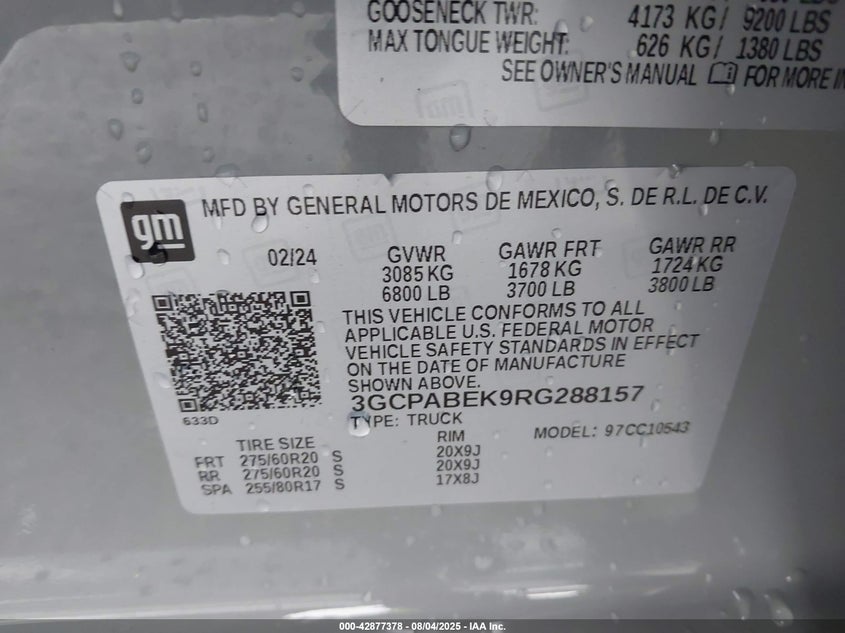 GOOSENECK TWR: 4173 KG/ 9200 LBS
MAX TONGUE WEIGHT: 626 KG/ 1380 LBS
SEE OWNER'S MANUAL FOR MORE IN
gm
MFD BY GENERAL MOTORS DE MEXICO, S. DE R.L. DE C.V.
02/24 GVWR GAWR FRT GAWR RR
3085 KG 1678 KG 1724 KG
6800 LB 3700 LB 3800 LB
THIS VEHICLE CONFORMS TO ALL
APPLICABLE U.S. FEDERAL MOTOR
VEHICLE SAFETY STANDARDS IN EFFECT
ON THE DATE OF MANUFACTURE
SHOWN ABOVE.
3GCPABEK9RG288157
633D
TYPE: TRUCK
TIRE SIZE RIM MODEL: 97CC10543
FRT 275/60R20 S 20X9J
RR 275/60R20 S 20X9J
SPA 255/80R17 S 17X8J
000-42877378 - 08/04/2025 - IAA Inc.